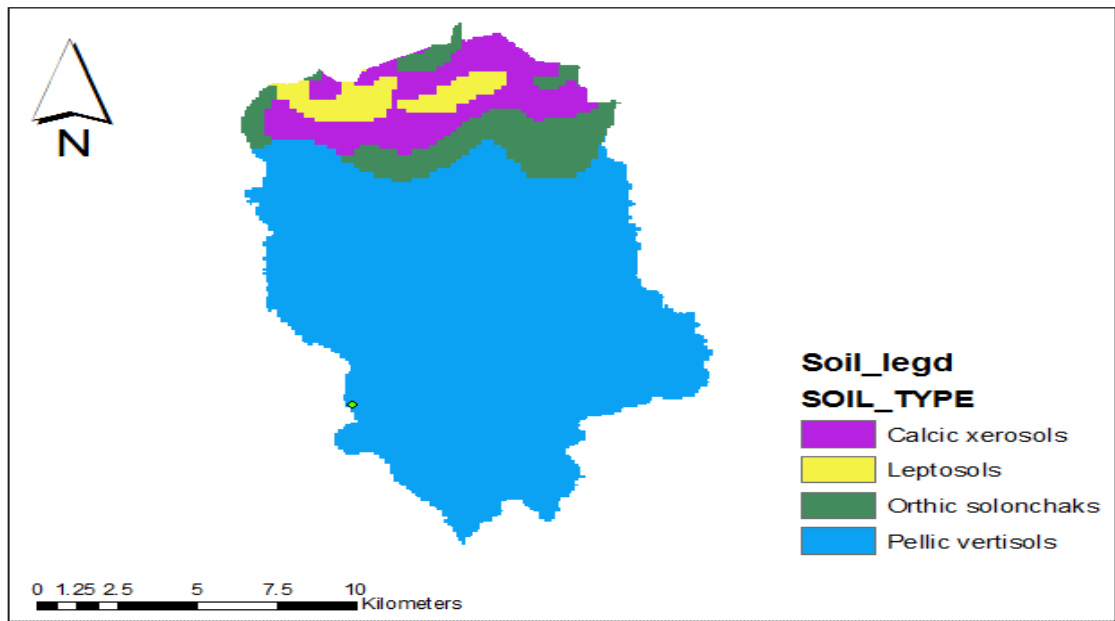 N
Soil_legd
SOIL_TYPE
Calcic xerosols
Leptosols
Orthic solonchaks
Pellic vertisols
0 1.25 2.5 5 7.5 10
Kilometers